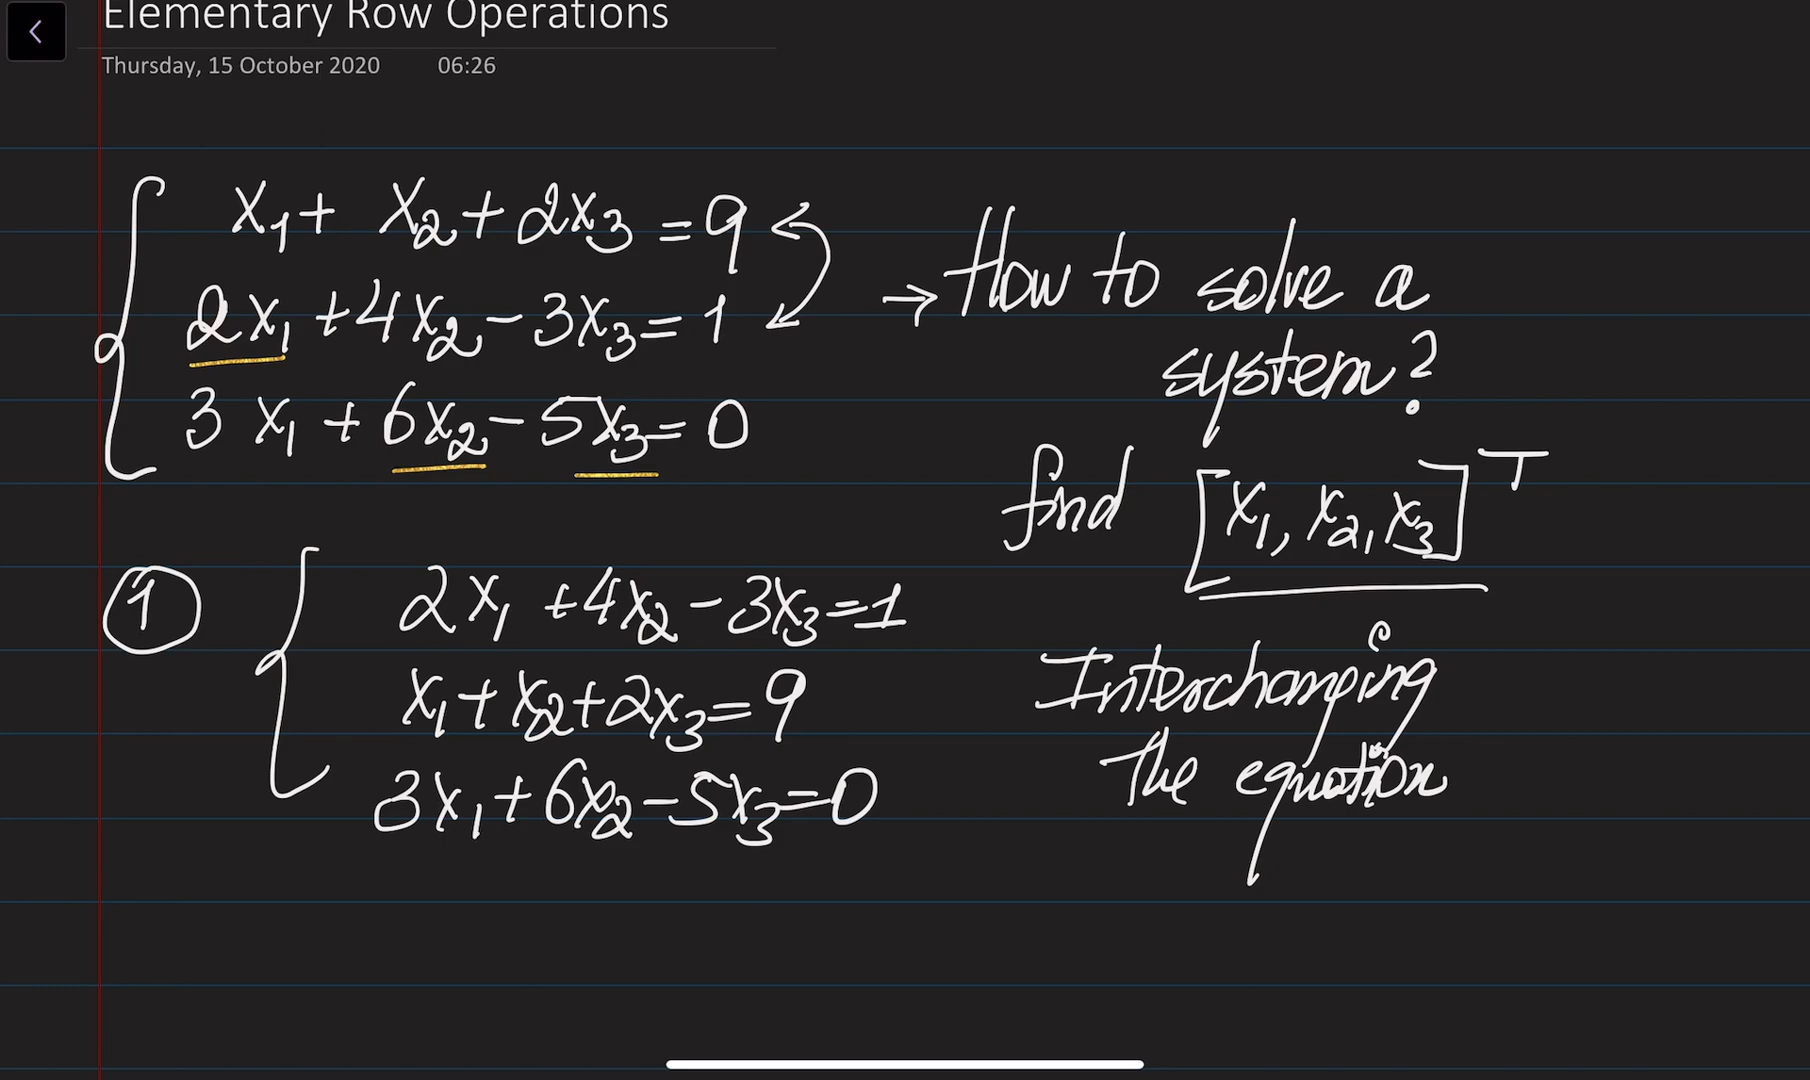 Elementary Row Operations
Thursday, 15 October 2020 06:26
x₁ + x₂ + 2x₃ = 9
2x₁ + 4x₂ - 3x₃ = 1
3x₁ + 6x₂ - 5x₃ = 0
→ How to solve a
system?
find [x₁, x₂, x₃]ᵀ
① 2x₁ + 4x₂ - 3x₃ = 1
x₁ + x₂ + 2x₃ = 9
3x₁ + 6x₂ - 5x₃ = 0
Interchanging
the equation